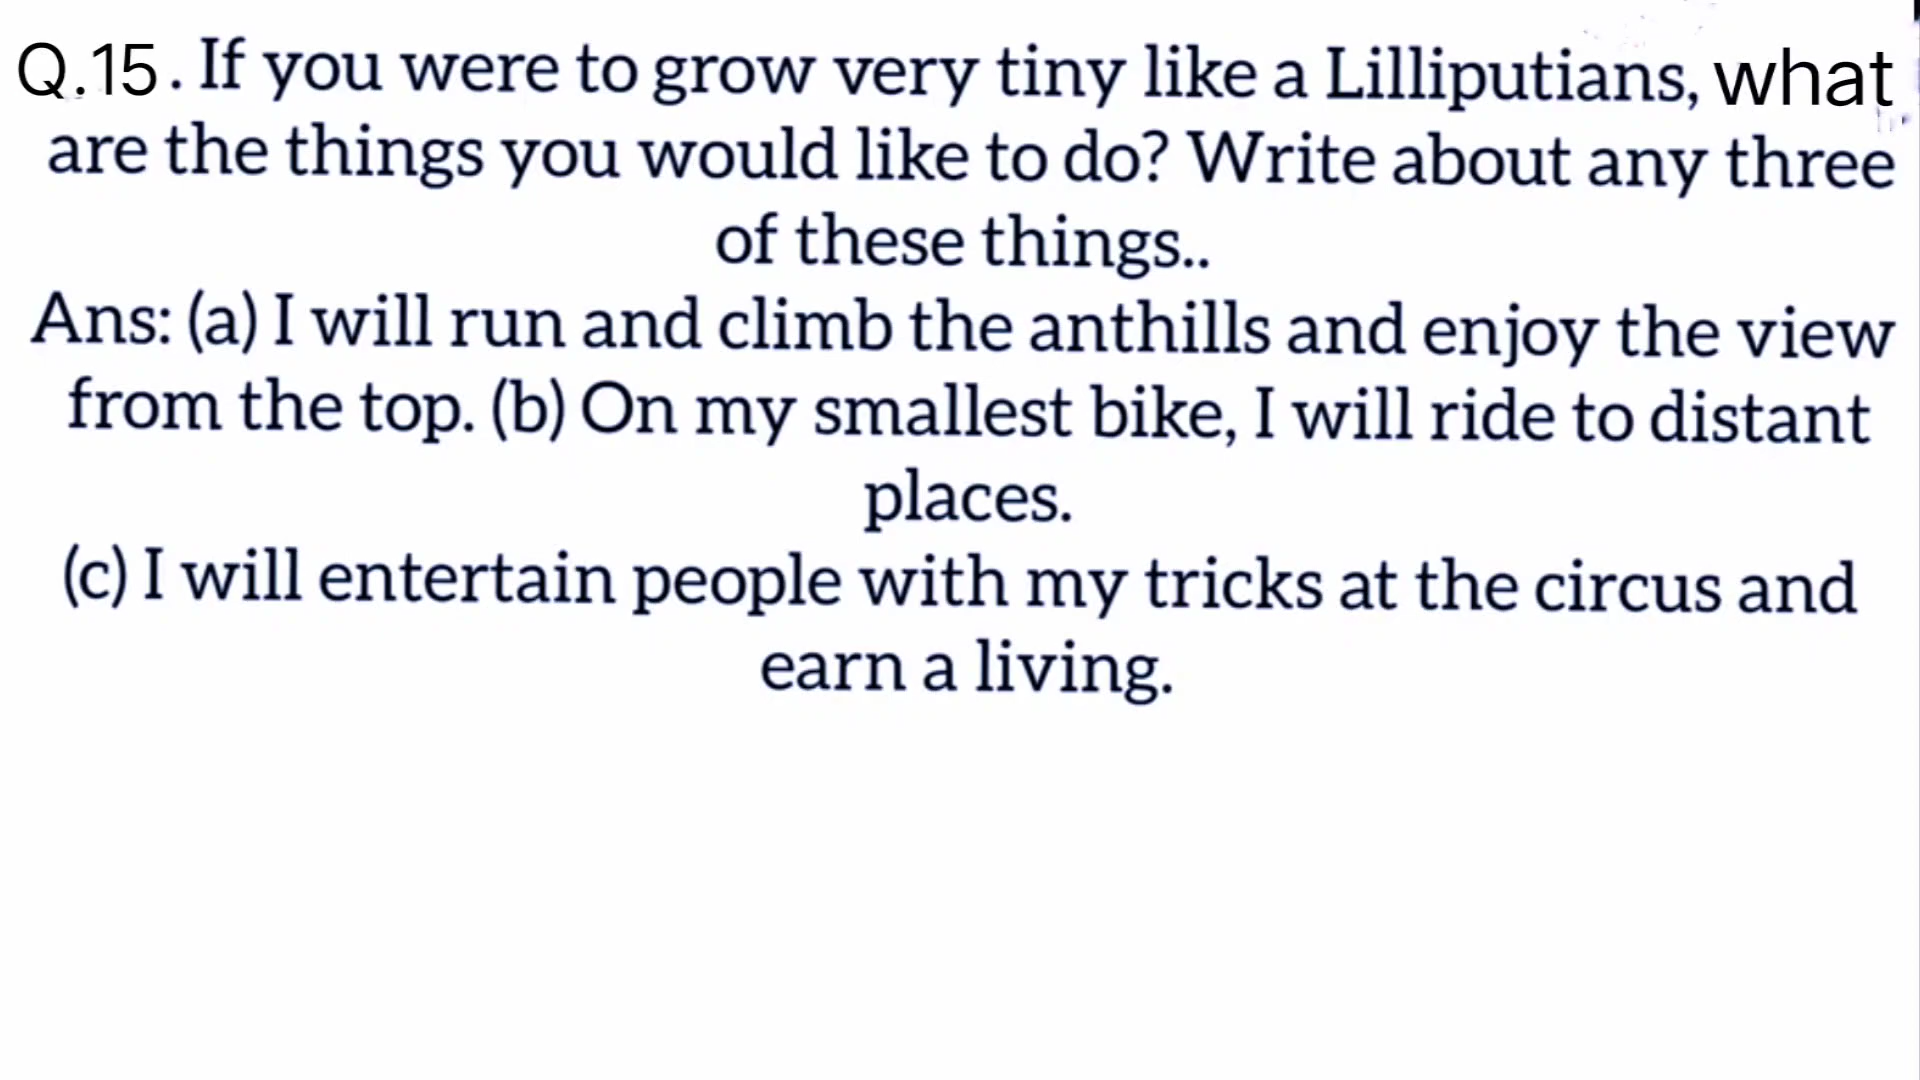 Q.15. If you were to grow very tiny like a Lilliputians, what
are the things you would like to do? Write about any three
of these things..
Ans: (a) I will run and climb the anthills and enjoy the view
from the top. (b) On my smallest bike, I will ride to distant
places.
(c) I will entertain people with my tricks at the circus and
earn a living.